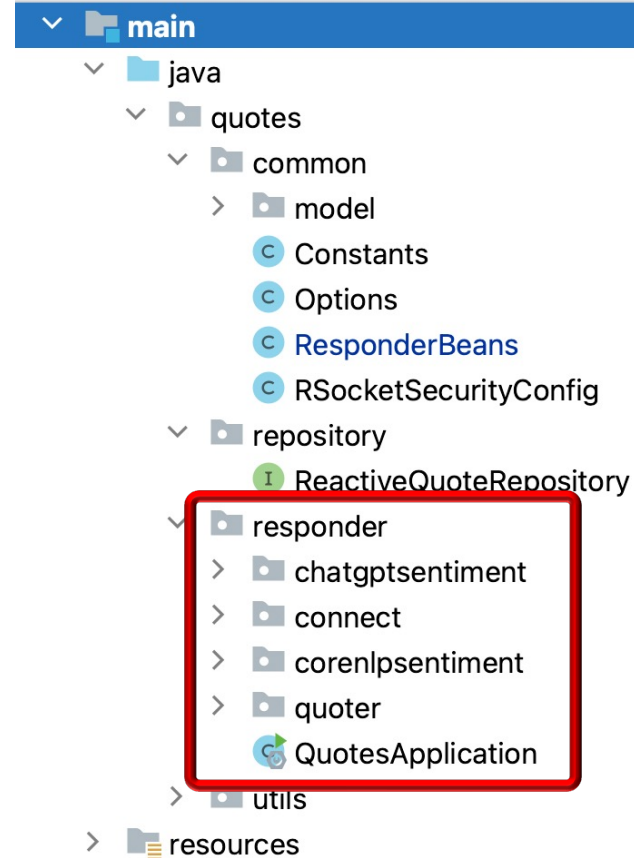 main
java
quotes
common
model
C Constants
C Options
C ResponderBeans
C RSocketSecurityConfig
repository
I ReactiveQuoteRepository
responder
chatgptsentiment
connect
corenlpsentiment
quoter
C QuotesApplication
utils
resources